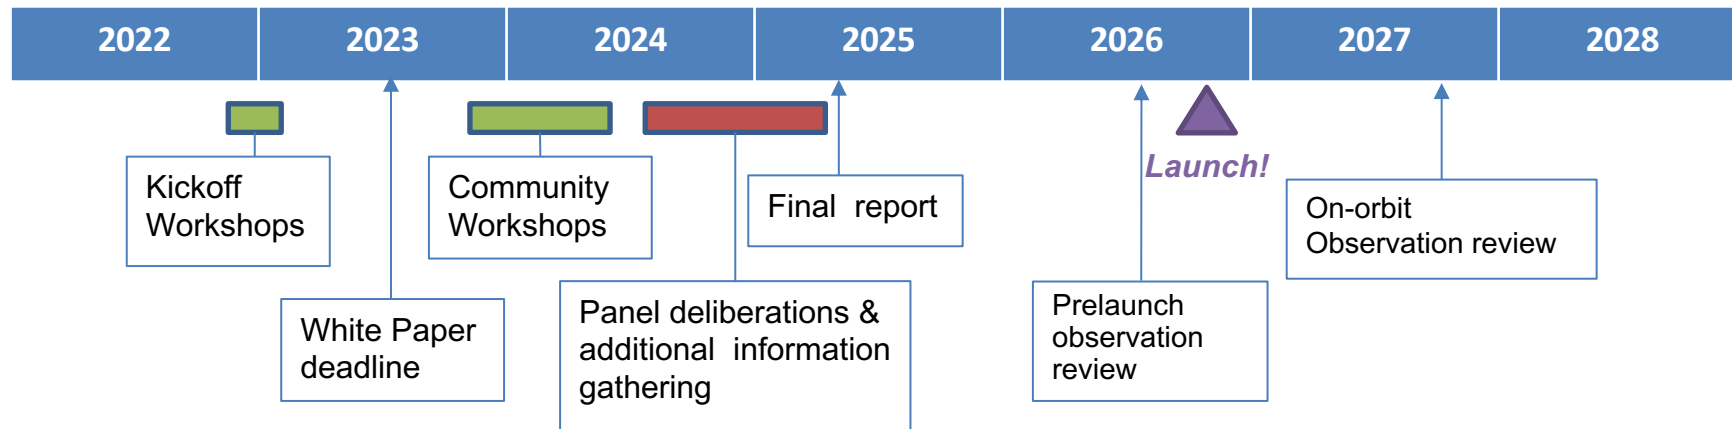 2022 2023 2024 2025 2026 2027 2028
Kickoff
Workshops
White Paper
deadline
Community
Workshops
Panel deliberations &
additional information
gathering
Final report
Launch!
Prelaunch
observation
review
On-orbit
Observation review